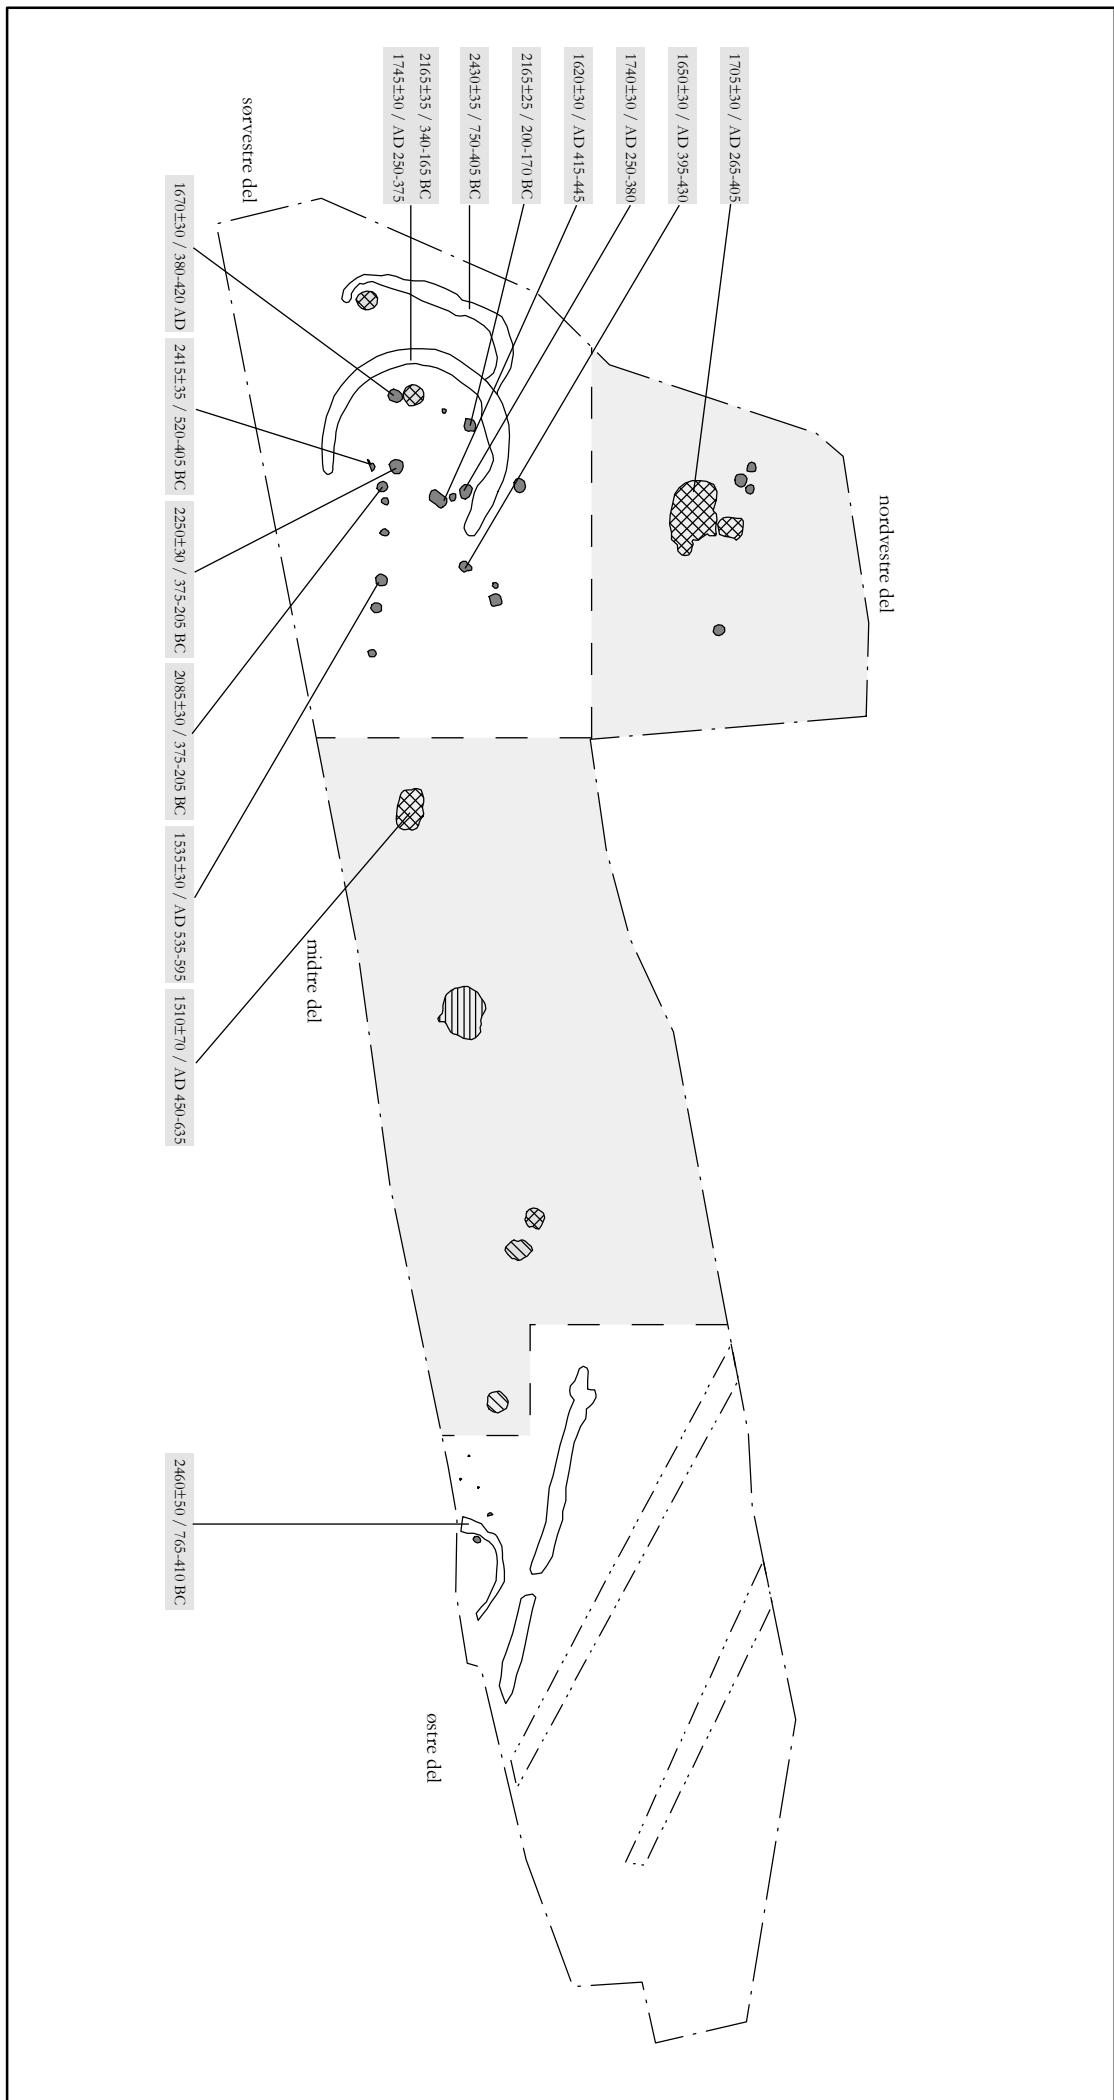 nordvestre del
1705±30 / AD 265-405
1650±30 / AD 395-430
1740±30 / AD 250-380
1620±30 / AD 415-445
2165±25 / 200-170 BC
2430±35 / 750-405 BC
2165±35 / 340-165 BC
1745±30 / AD 250-375
sørvestre del
midtre del
østre del
1670±30 / 380-420 AD
2415±35 / 520-405 BC
2250±30 / 375-205 BC
2085±30 / 375-205 BC
1535±30 / AD 535-595
1510±70 / AD 450-635
2460±50 / 765-410 BC